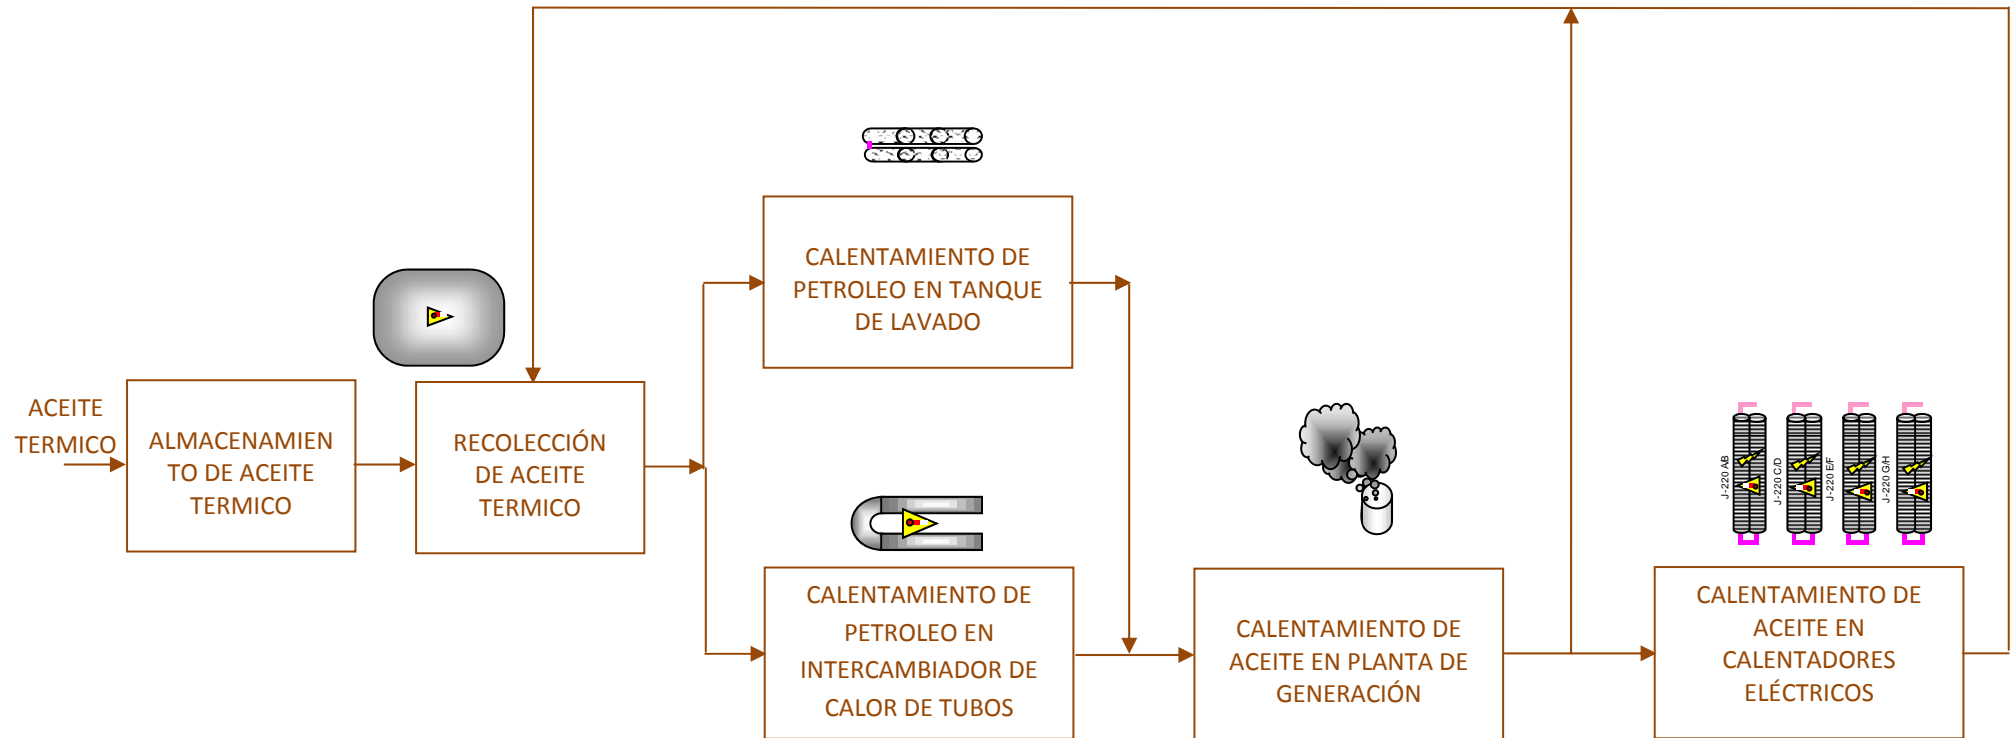 ACEITE
TERMICO
ALMACENAMIEN
TO DE ACEITE
TERMICO
RECOLECCIÓN
DE ACEITE
TERMICO
CALENTAMIENTO DE
PETROLEO EN TANQUE
DE LAVADO
CALENTAMIENTO DE
PETROLEO EN
INTERCAMBIADOR DE
CALOR DE TUBOS
CALENTAMIENTO DE
ACEITE EN PLANTA DE
GENERACIÓN
J-220 A/B
J-220 C/D
J-220 E/F
J-220 G/H
CALENTAMIENTO DE
ACEITE EN
CALENTADORES
ELÉCTRICOS